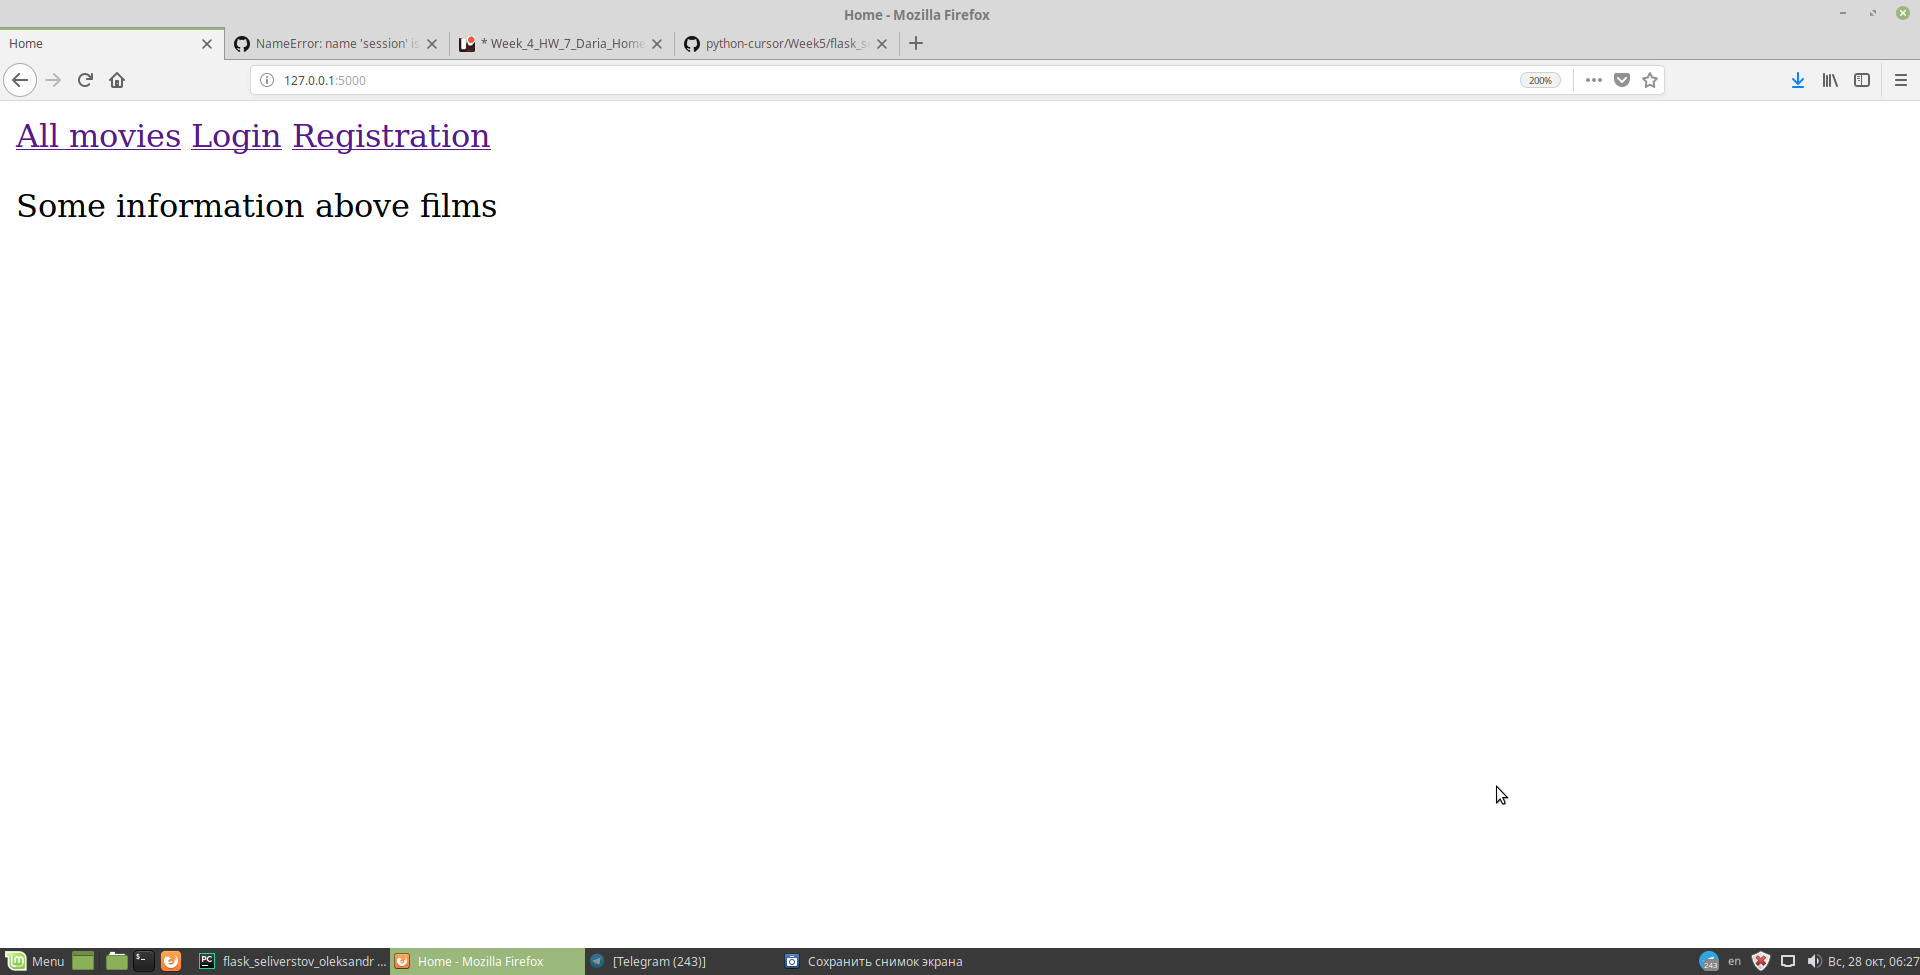 Home - Mozilla Firefox
Home
NameError: name 'session' is
* Week_4_HW_7_Daria_Home
python-cursor/Week5/flask_s
127.0.0.1:5000
200%
All movies Login Registration
Some information above films
Menu
flask_seliverstov_oleksandr ...
Home - Mozilla Firefox
[Telegram (243)]
Сохранить снимок экрана
243
en
Вс, 28 окт, 06:27